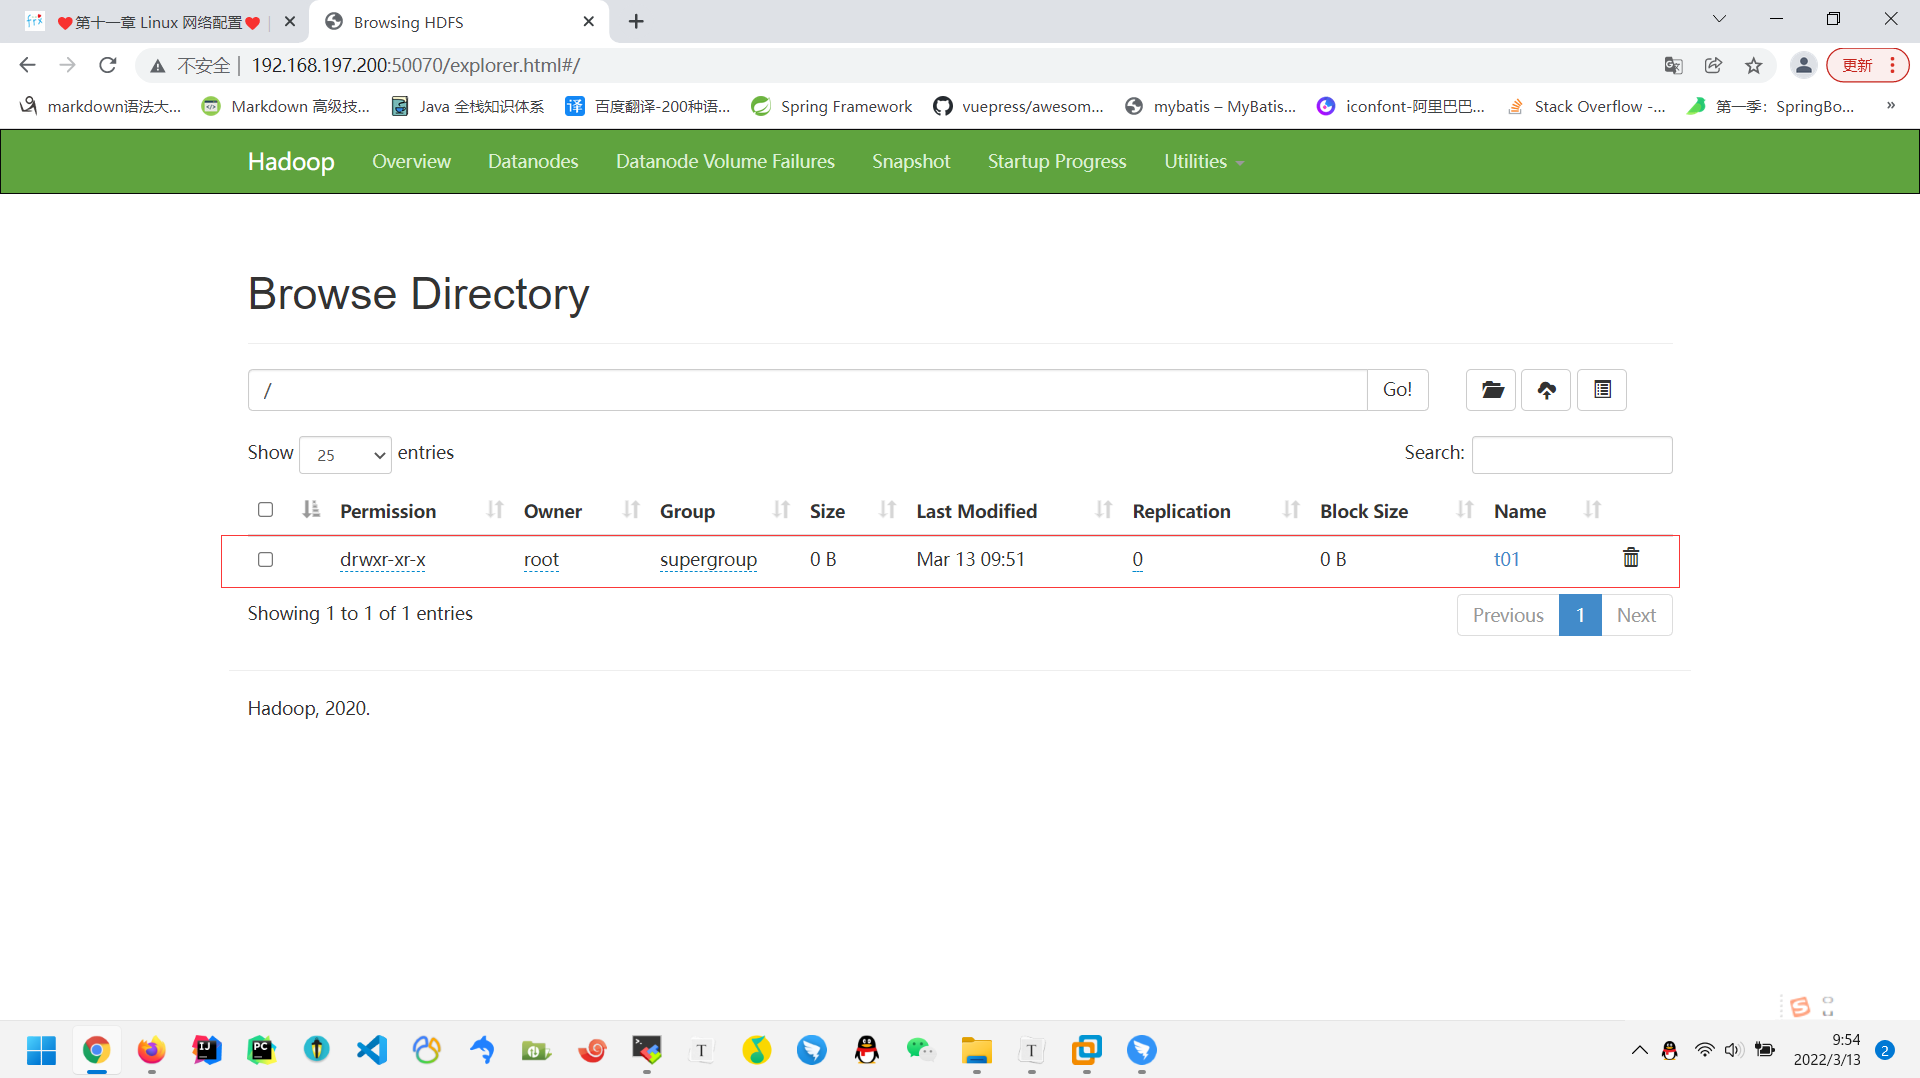 ❤️第十一章 Linux 网络配置❤️ Browsing HDFS
不安全 192.168.197.200:50070/explorer.html#/ 更新
markdown语法大... Markdown 高级技... Java 全栈知识体系 译 百度翻译-200种语... Spring Framework vuepress/awesom... mybatis – MyBatis... iconfont-阿里巴巴... Stack Overflow -... 第一季：SpringBo... »
Hadoop Overview Datanodes Datanode Volume Failures Snapshot Startup Progress Utilities
Browse Directory
/ Go!
Show 25 entries Search:
Permission Owner Group Size Last Modified Replication Block Size Name
drwxr-xr-x root supergroup 0 B Mar 13 09:51 0 0 B t01
Showing 1 to 1 of 1 entries Previous 1 Next
Hadoop, 2020.
IJ PC T T 9:54
2022/3/13 2